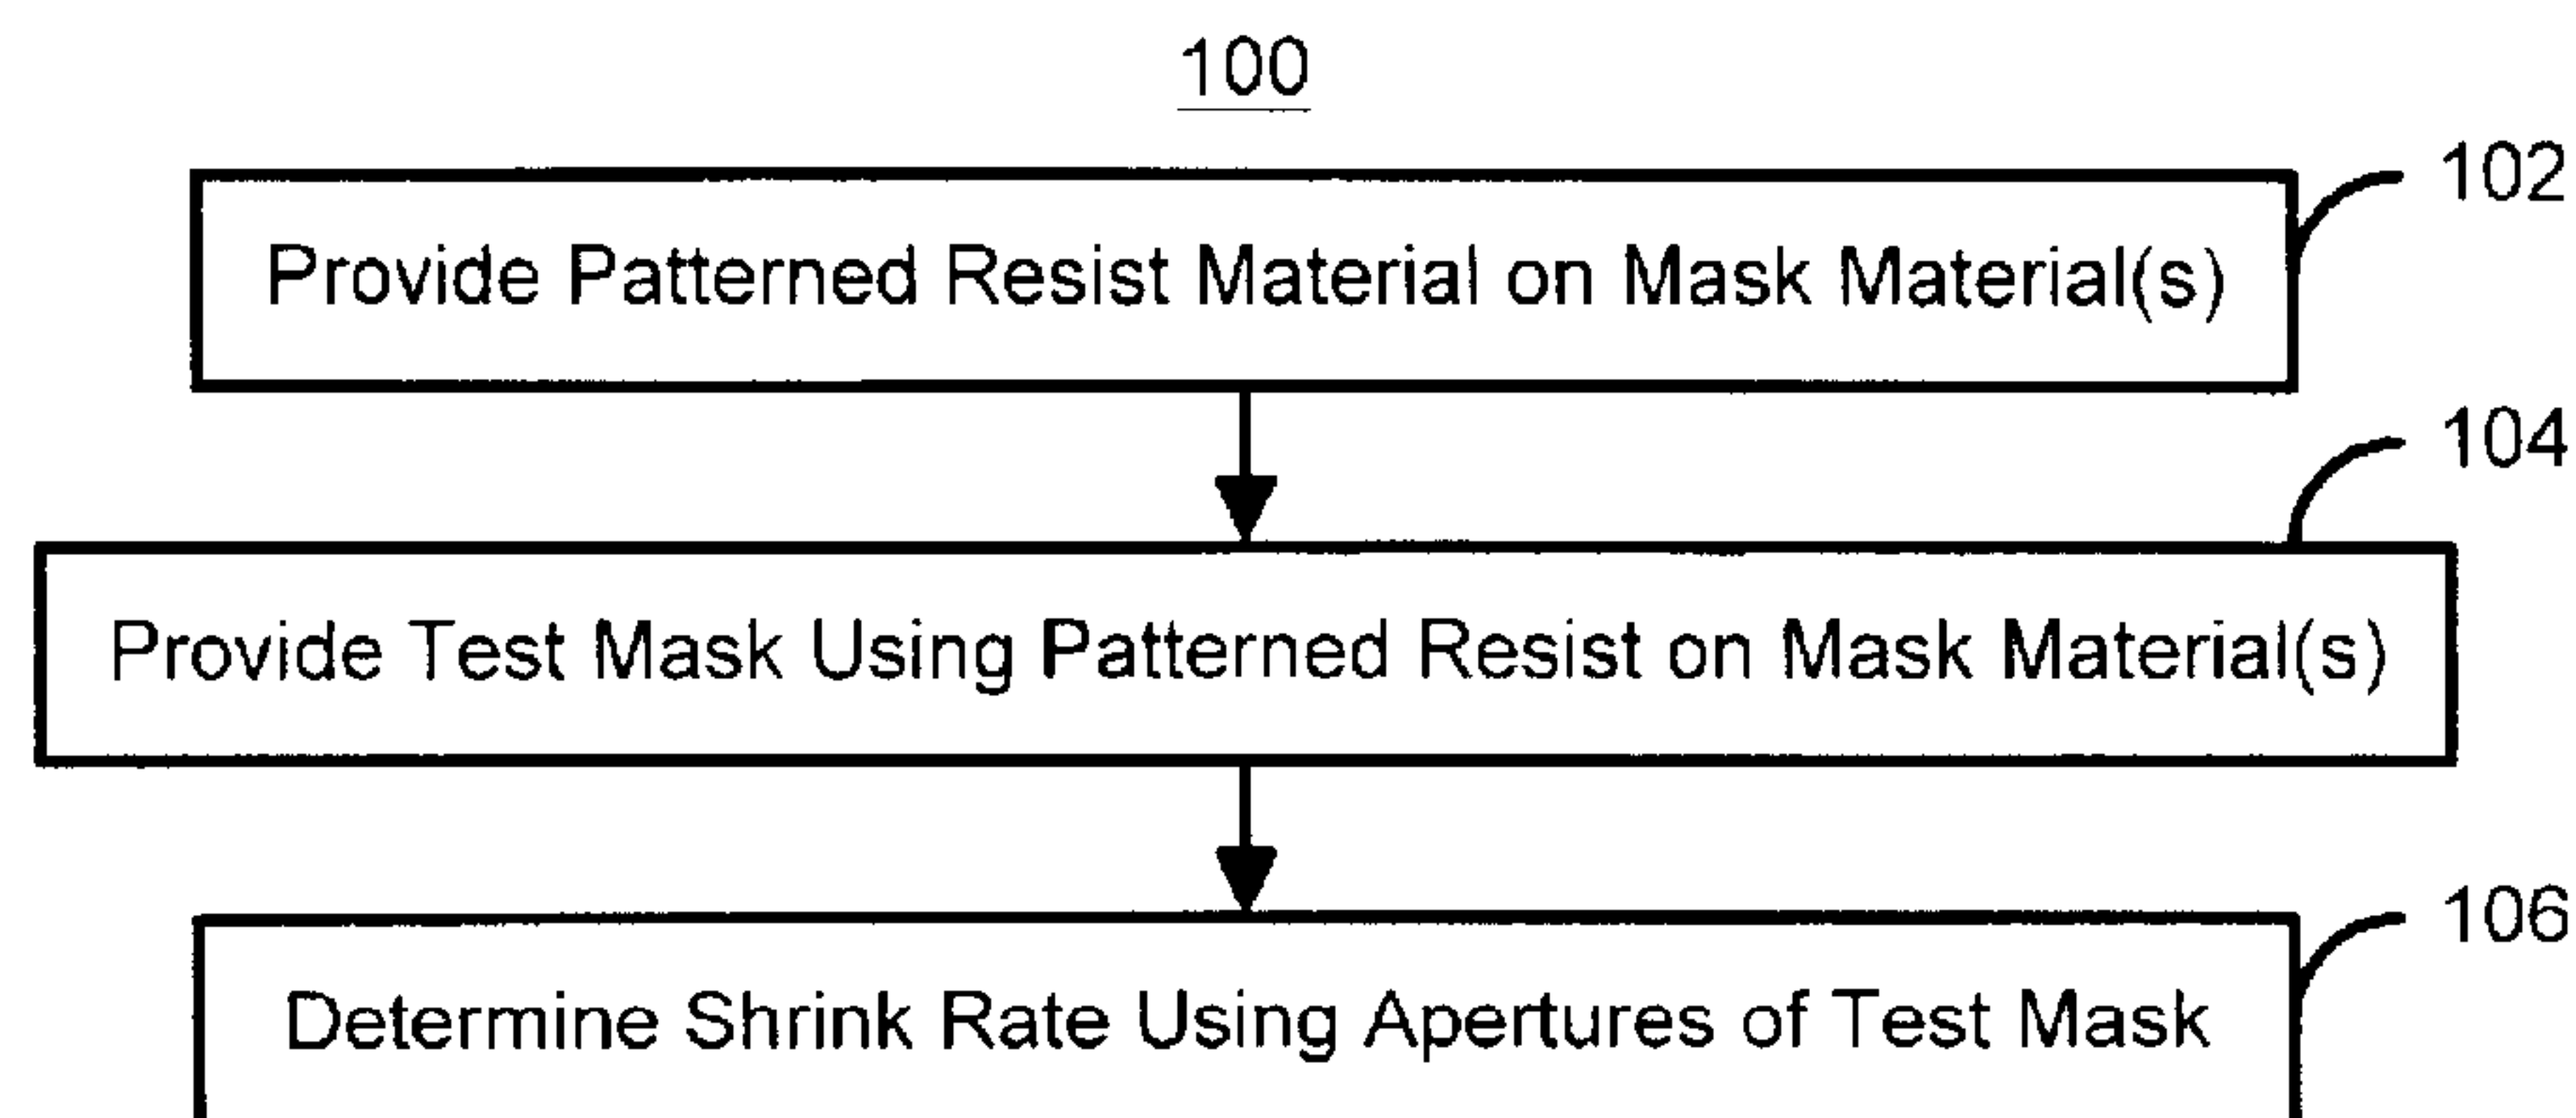 100
102
Provide Patterned Resist Material on Mask Material(s)
104
Provide Test Mask Using Patterned Resist on Mask Material(s)
106
Determine Shrink Rate Using Apertures of Test Mask